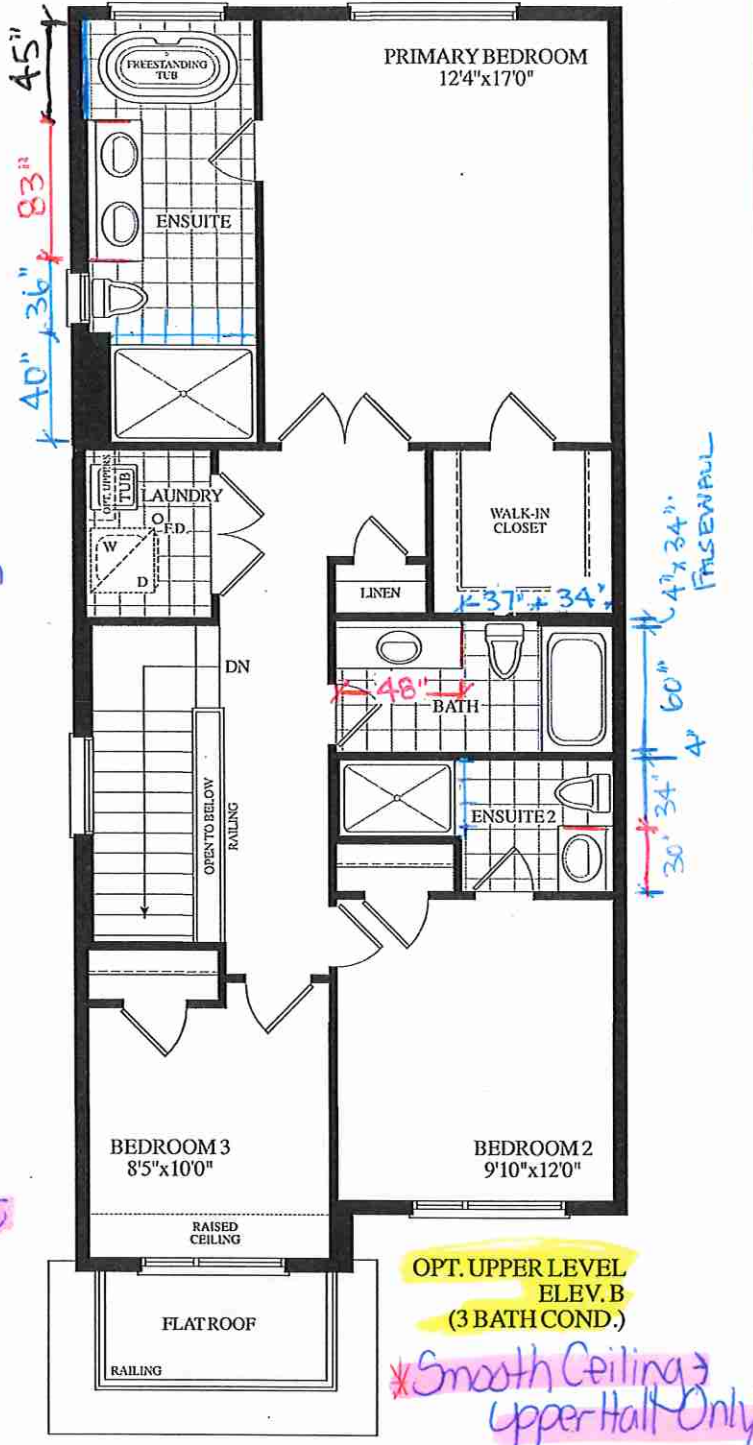 45"
83"
36"
40"
FREESTANDING
TUB
PRIMARY BEDROOM
12'4"x17'0"
ENSUITE
OPT. UPPERS
TUB
LAUNDRY
F.D.
W
D
WALK-IN
CLOSET
LINEN
37" 34"
4" x 34"
FALSEWALL
DN
48"
BATH
60"
4"
OPEN TO BELOW
RAILING
ENSUITE 2
34"
30"
BEDROOM 3
8'5"x10'0"
BEDROOM 2
9'10"x12'0"
RAISED
CEILING
FLAT ROOF
RAILING
OPT. UPPER LEVEL
ELEV. B
(3 BATH COND.)
*Smooth Ceiling →
Upper Hall Only